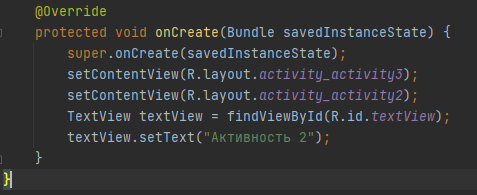 @Override
protected void onCreate(Bundle savedInstanceState) {
super.onCreate(savedInstanceState);
setContentView(R.layout.activity_activity3);
setContentView(R.layout.activity_activity2);
TextView textView = findViewById(R.id.textView);
textView.setText("Активность 2");
}
}